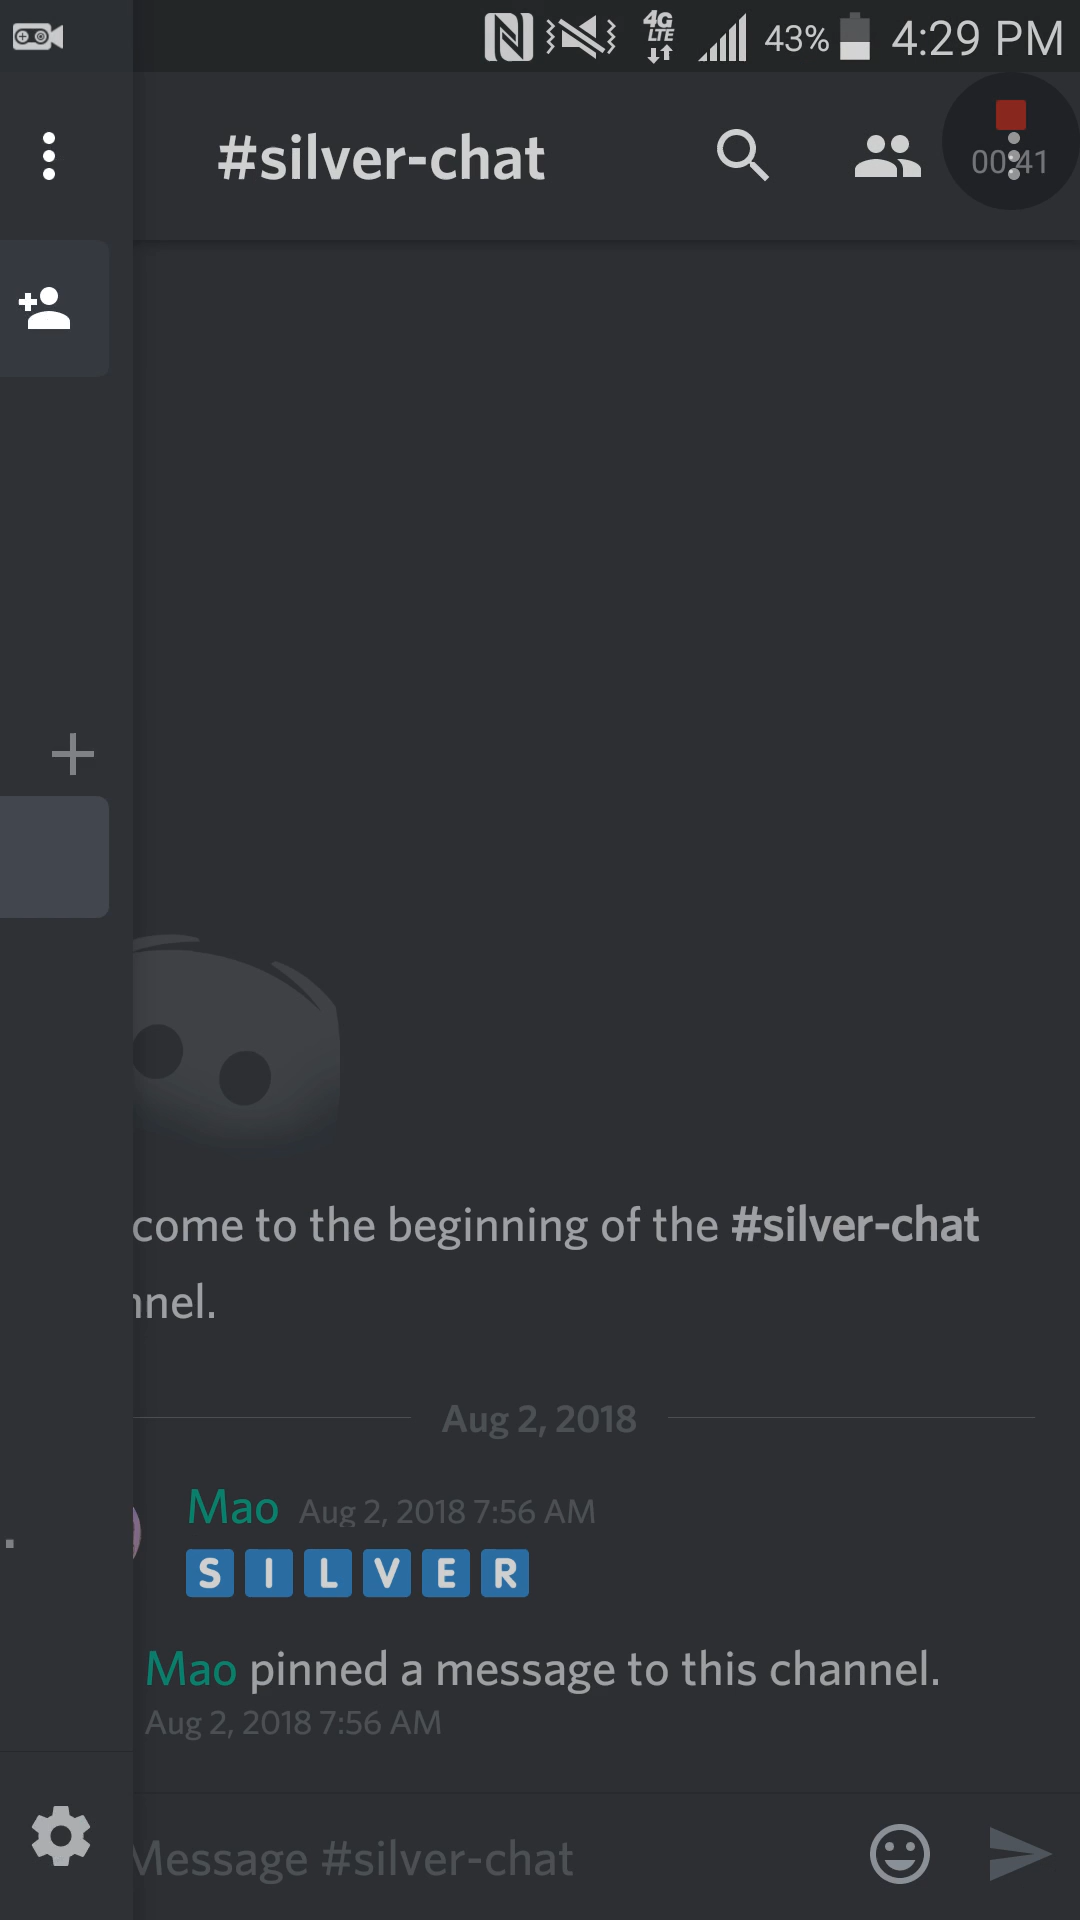 4G LTE 43% 4:29 PM
#silver-chat
00:41
come to the beginning of the #silver-chat
nnel.
Aug 2, 2018
Mao Aug 2, 2018 7:56 AM
S I L V E R
Mao pinned a message to this channel.
Aug 2, 2018 7:56 AM
Message #silver-chat